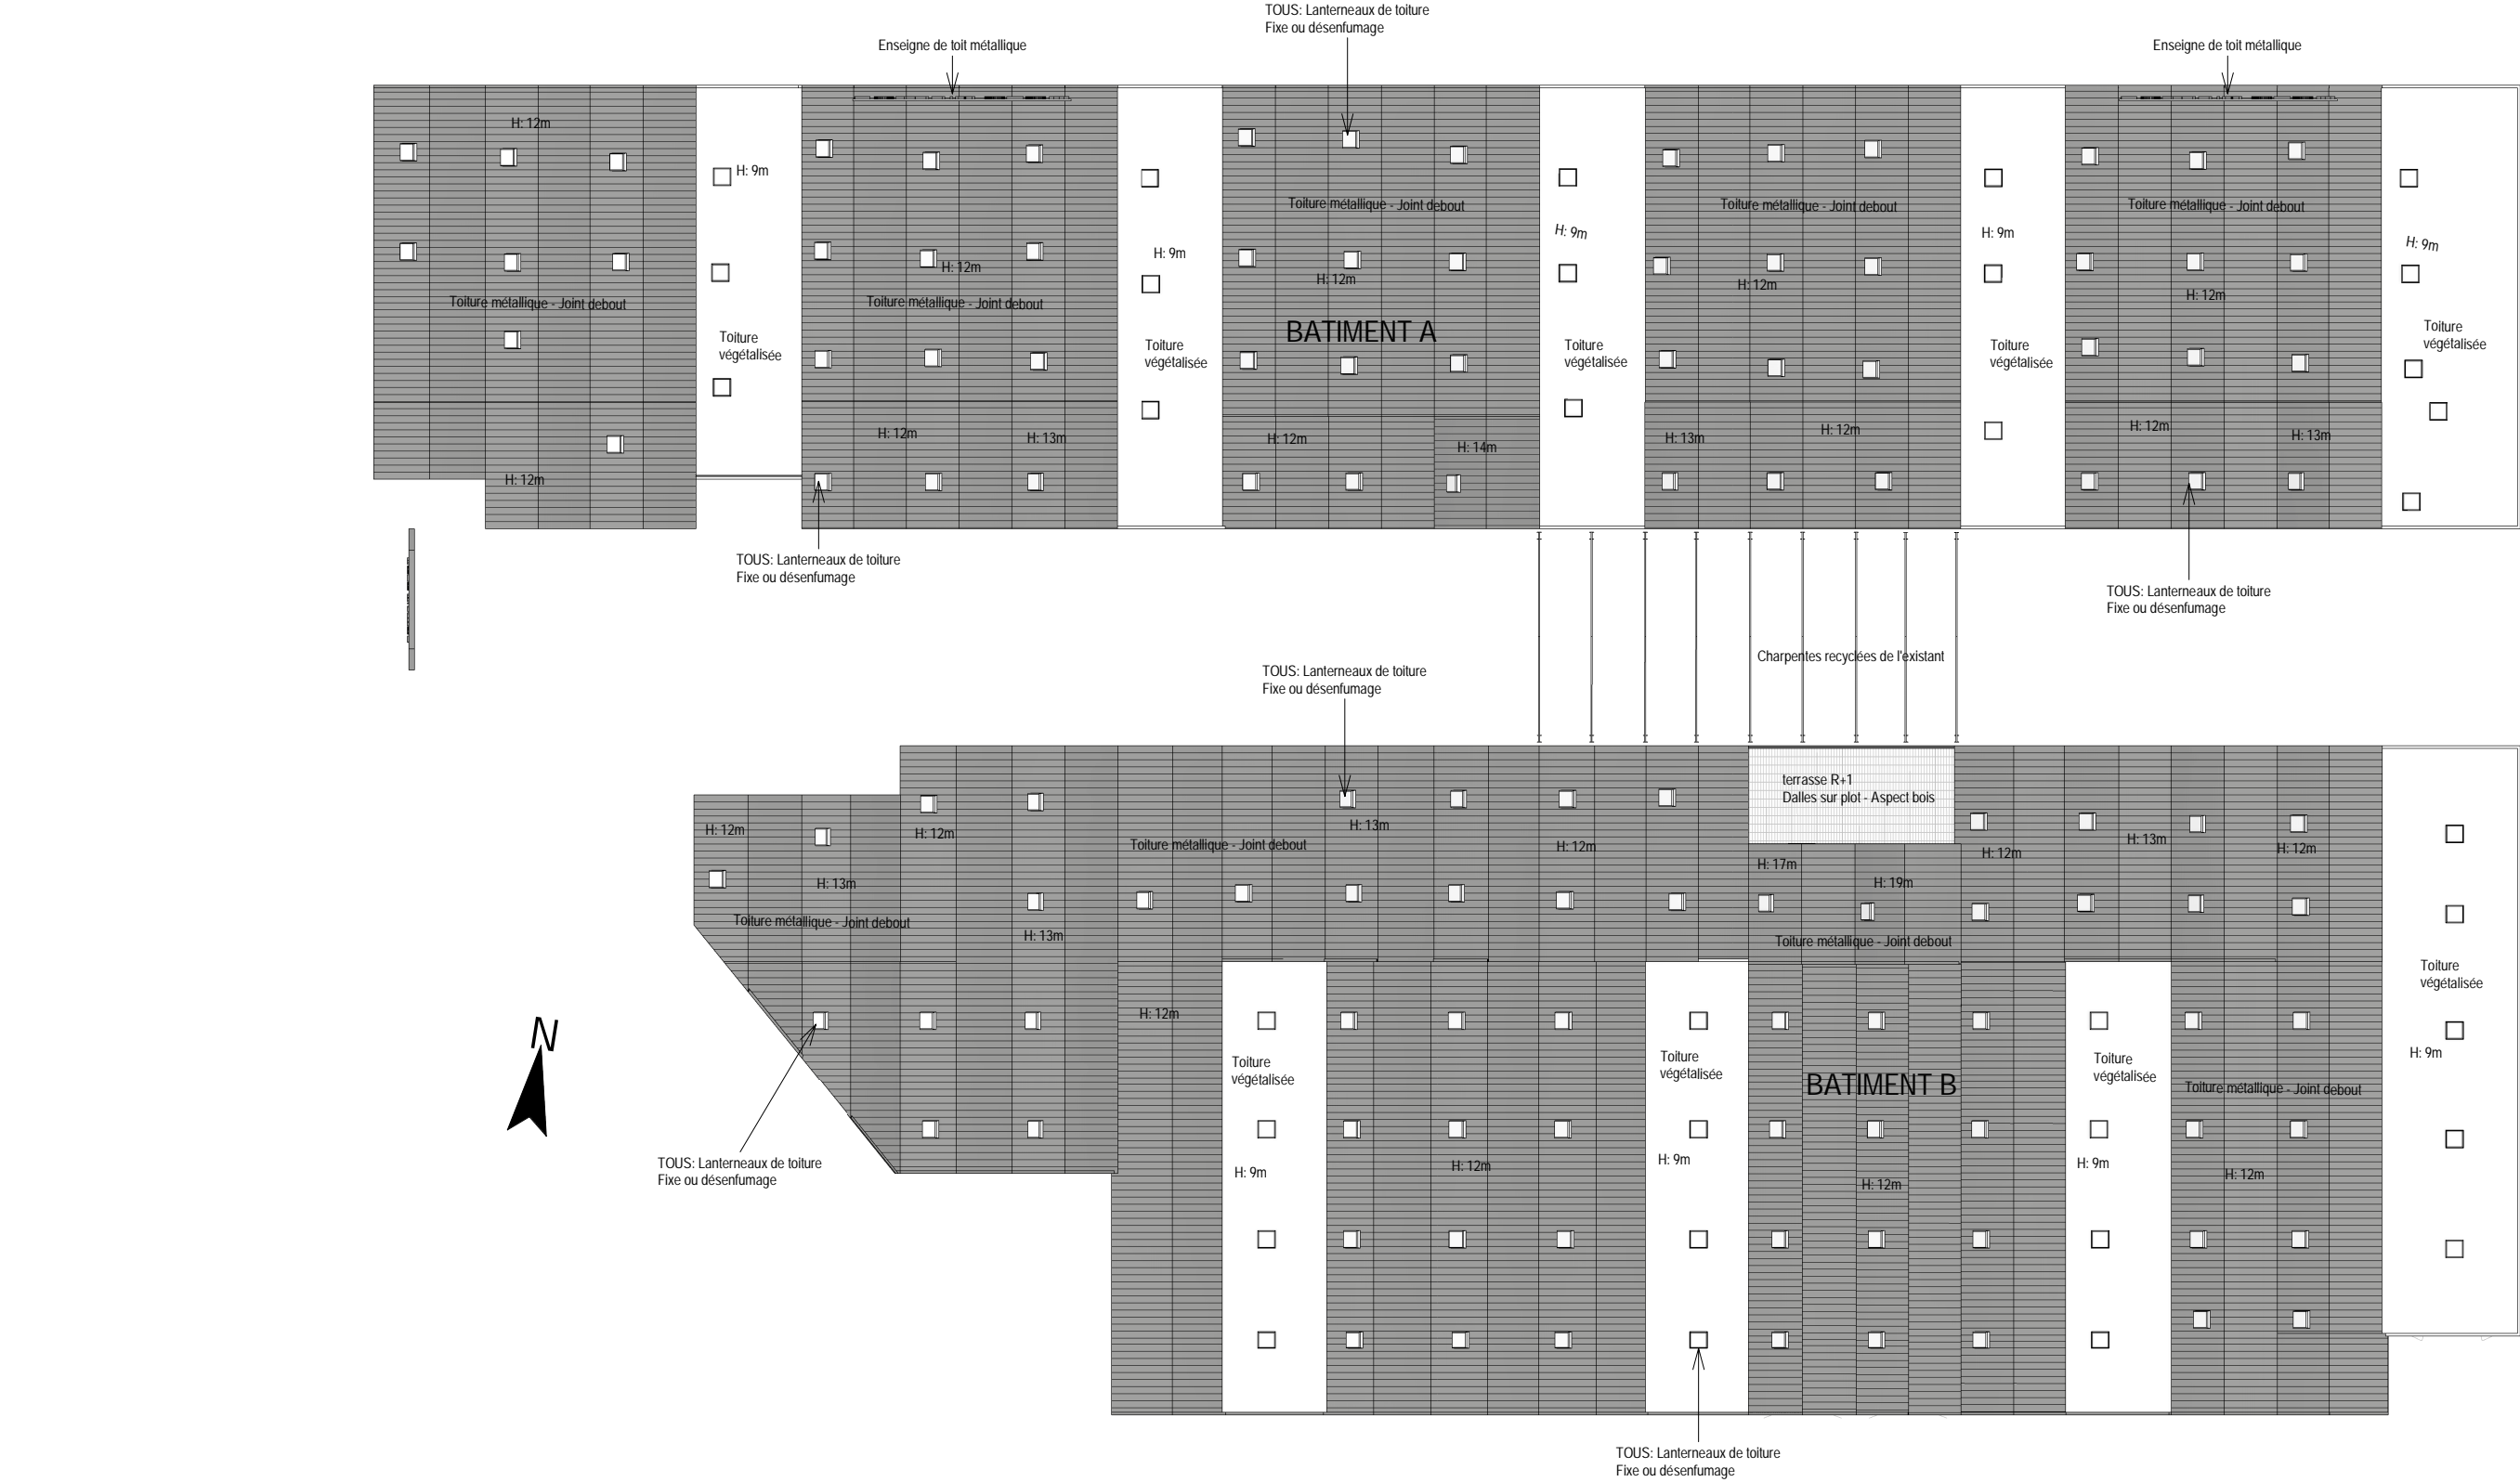 TOUS: Lanterneaux de toiture
Fixe ou désenfumage
Enseigne de toit métallique
Enseigne de toit métallique
H: 12m
H: 9m
Toiture métallique - Joint debout
Toiture métallique - Joint debout
Toiture métallique - Joint debout
H: 9m
H: 9m
H: 9m
H: 9m
H: 12m
H: 12m
H: 12m
H: 12m
Toiture métallique - Joint debout
Toiture métallique - Joint debout
BATIMENT A
Toiture
végétalisée
Toiture
végétalisée
Toiture
végétalisée
Toiture
végétalisée
Toiture
végétalisée
H: 12m
H: 13m
H: 12m
H: 14m
H: 13m
H: 12m
H: 12m
H: 13m
H: 12m
TOUS: Lanterneaux de toiture
Fixe ou désenfumage
TOUS: Lanterneaux de toiture
Fixe ou désenfumage
Charpentes recyclées de l'existant
TOUS: Lanterneaux de toiture
Fixe ou désenfumage
terrasse R+1
Dalles sur plot - Aspect bois
H: 12m
H: 12m
H: 13m
Toiture métallique - Joint debout
H: 12m
H: 17m
H: 12m
H: 13m
H: 12m
H: 13m
H: 19m
Toiture métallique - Joint debout
H: 13m
Toiture métallique - Joint debout
Toiture
végétalisée
H: 12m
N
Toiture
végétalisée
Toiture
végétalisée
Toiture
végétalisée
H: 9m
BATIMENT B
Toiture métallique - Joint debout
TOUS: Lanterneaux de toiture
Fixe ou désenfumage
H: 9m
H: 12m
H: 9m
H: 12m
H: 9m
H: 12m
TOUS: Lanterneaux de toiture
Fixe ou désenfumage